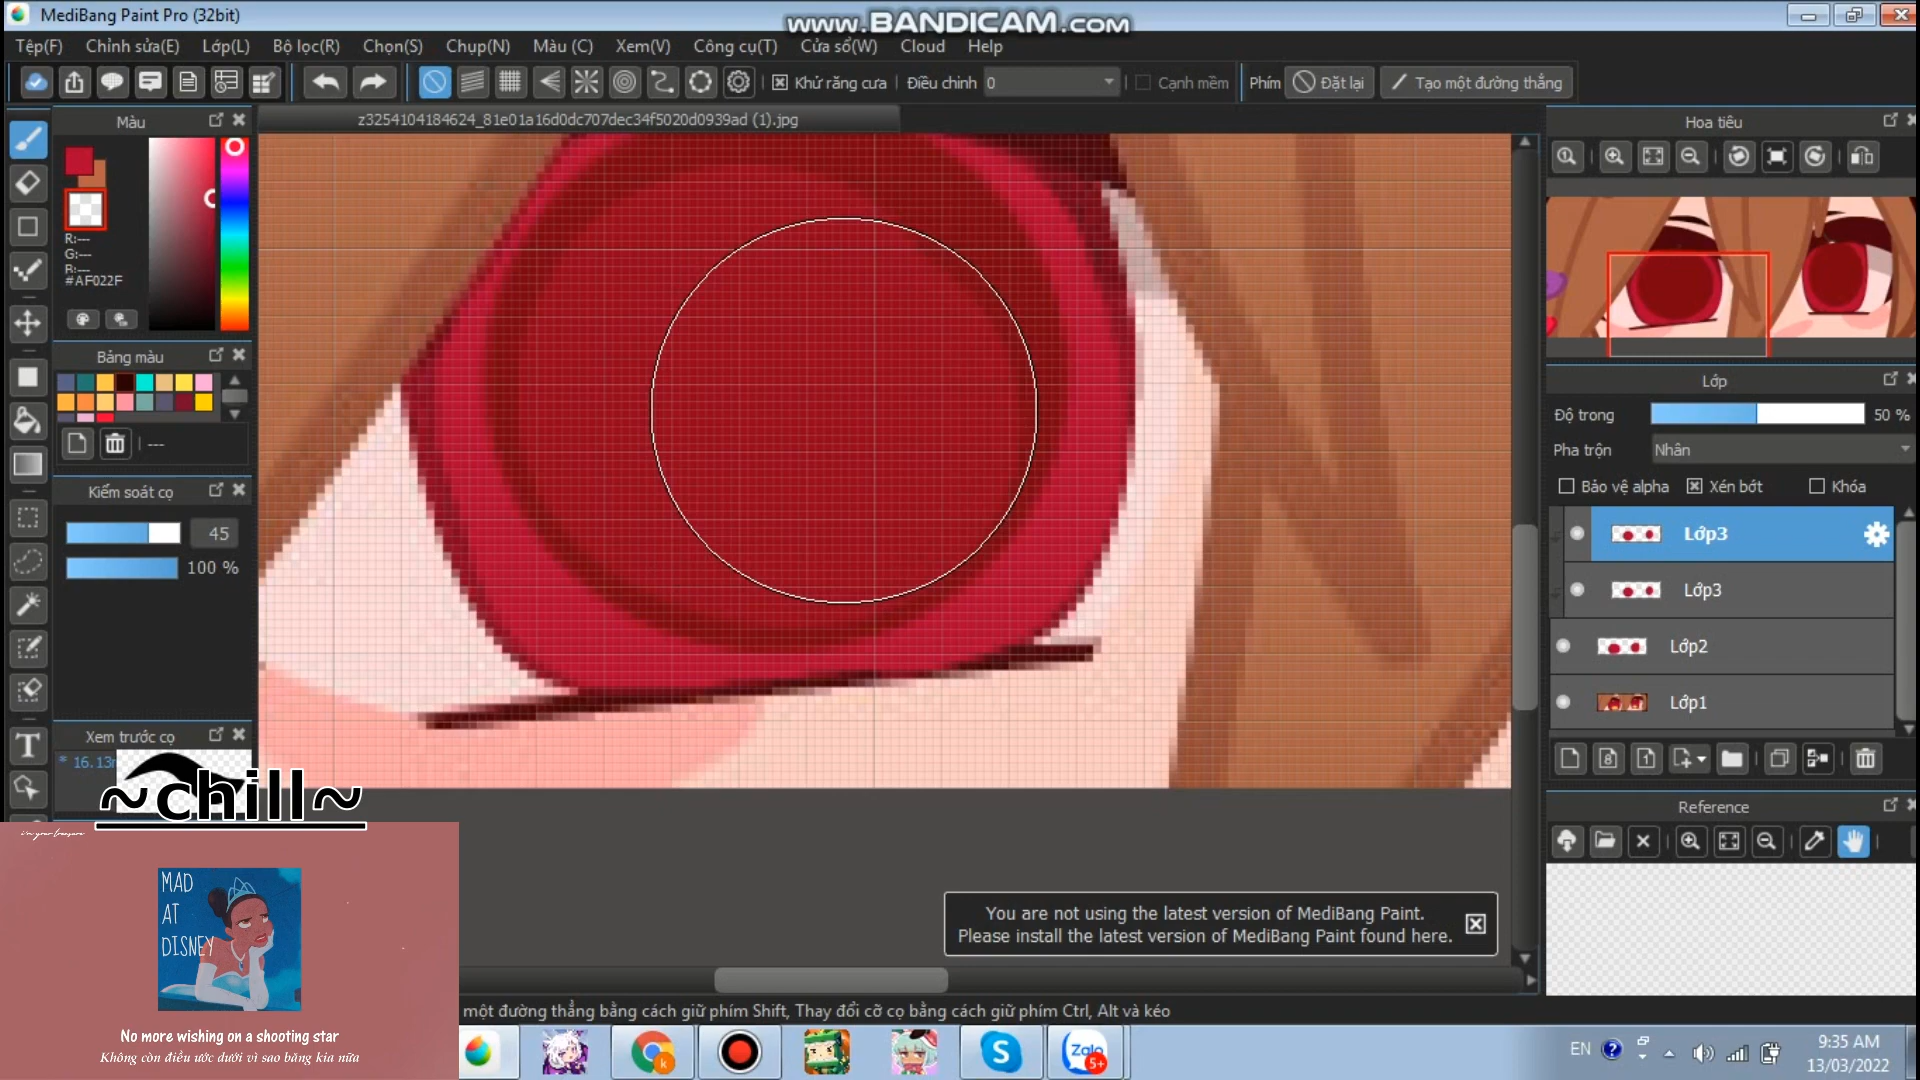 MediBang Paint Pro (32bit)
www.BANDICAM.com
Tệp(F) Chỉnh sửa(E) Lớp(L) Bộ lọc(R) Chọn(S) Chụp(N) Màu (C) Xem(V) Công cụ(T) Cửa sổ(W) Cloud Help
Khử răng cưa Điều chỉnh 0 Cạnh mềm Phím Đặt lại Tạo một đường thẳng
Màu
z3254104184624_81e01a16d0dc707dec34f5020d0939ad (1).jpg
Hoa tiêu
R:---
G:---
B:---
#AF022F
Bảng màu
---
Kiểm soát cọ
45
100 %
Xem trước cọ
* 16.13
Lớp
Độ trong 50 %
Pha trộn Nhân
Bảo vệ alpha Xén bớt Khóa
Lớp3
Lớp3
Lớp2
Lớp1
8 1
Reference
~chill~
MAD
AT
DISNEY
No more wishing on a shooting star
Không còn điều ước dưới vì sao băng kia nữa
You are not using the latest version of MediBang Paint.
Please install the latest version of MediBang Paint found here.
một đường thẳng bằng cách giữ phím Shift, Thay đổi cỡ cọ bằng cách giữ phím Ctrl, Alt và kéo
k
S
Zalo
5+
EN
9:35 AM
13/03/2022